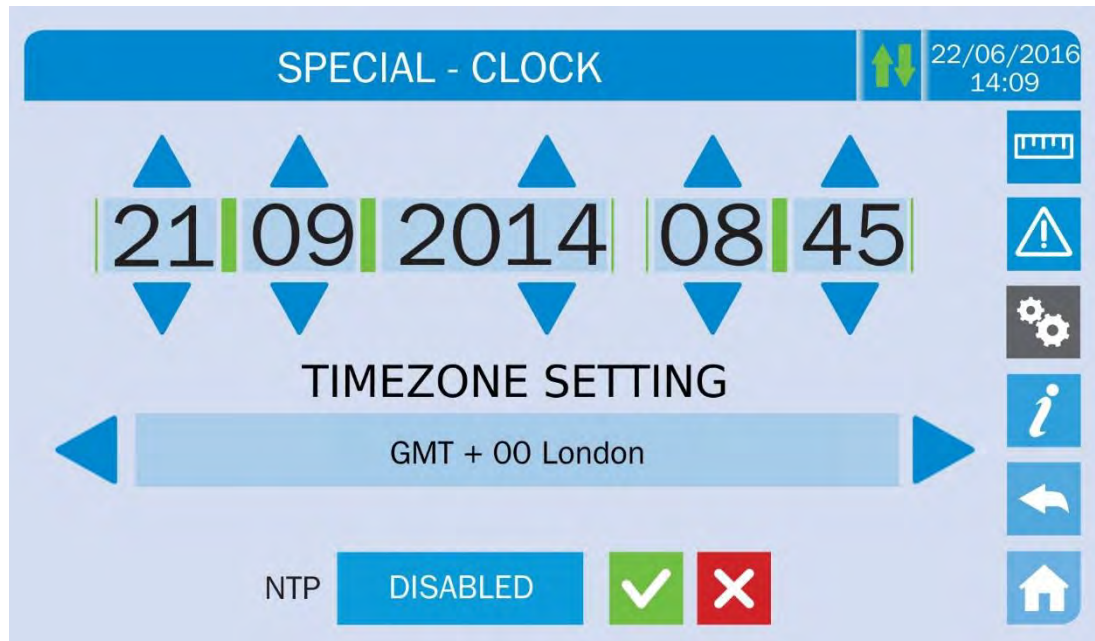 SPECIAL - CLOCK
22/06/2016
14:09
21 09 2014 08 45
TIMEZONE SETTING
GMT + 00 London
NTP DISABLED